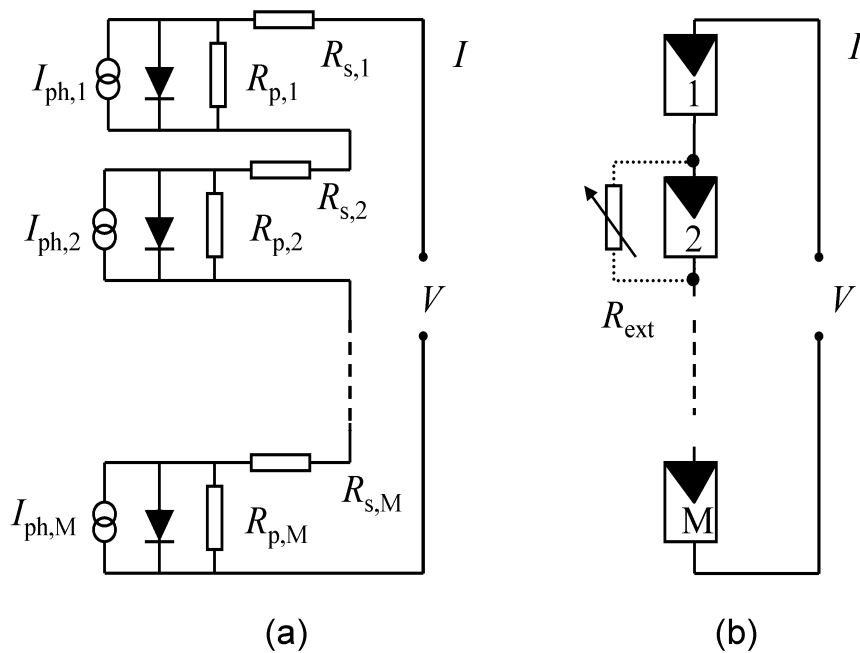 I_ph,1
R_p,1
R_s,1
I
I_ph,2
R_p,2
R_s,2
V
I_ph,M
R_p,M
R_s,M
(a)
1
I
2
R_ext
V
M
(b)